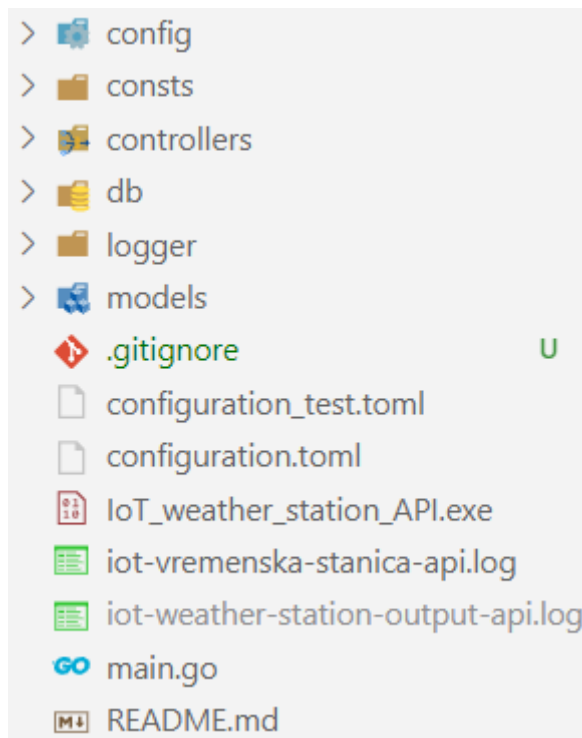 config
consts
controllers
db
logger
models
.gitignore U
configuration_test.toml
configuration.toml
IoT_weather_station_API.exe
iot-vremenska-stanica-api.log
iot-weather-station-output-api.log
GO main.go
README.md